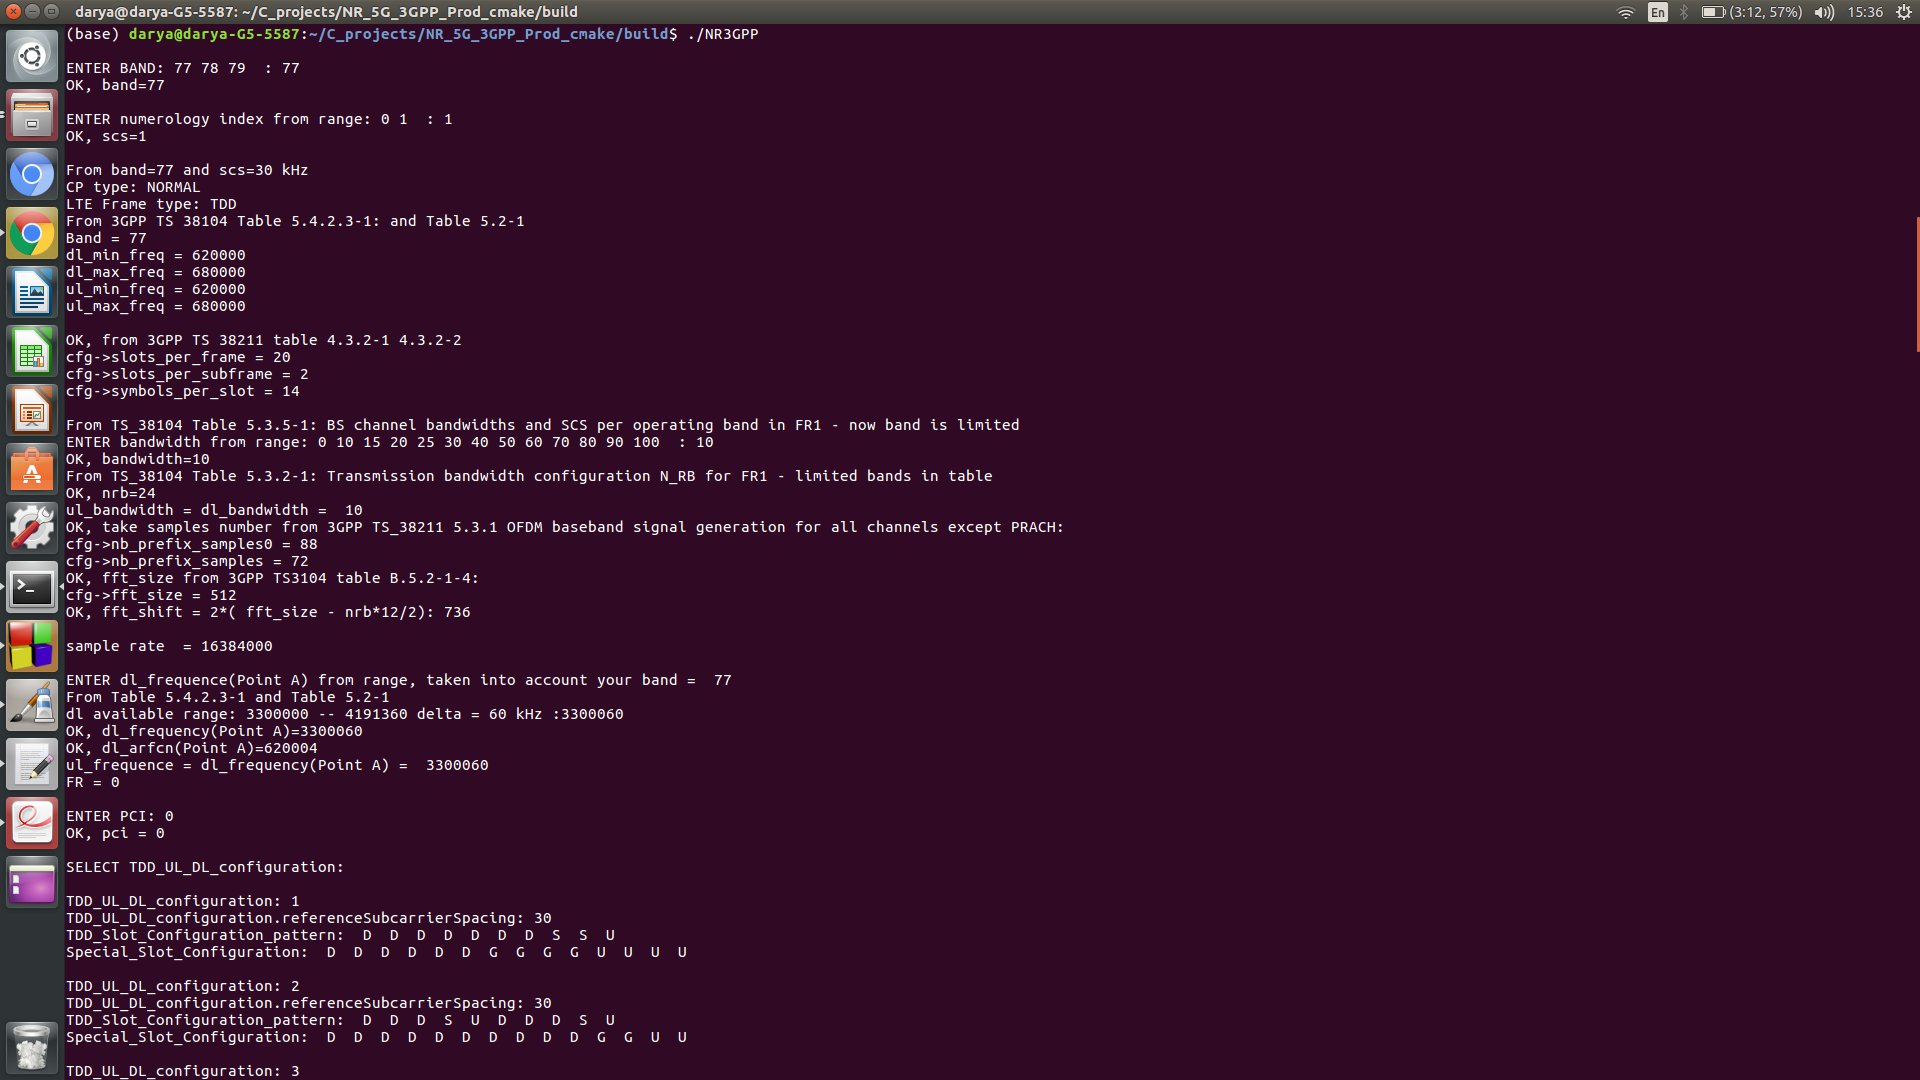 darya@darya-G5-5587: ~/C_projects/NR_5G_3GPP_Prod_cmake/build
En (3:12, 57%) 15:36
(base) darya@darya-G5-5587:~/C_projects/NR_5G_3GPP_Prod_cmake/build$ ./NR3GPP
ENTER BAND: 77 78 79  : 77
OK, band=77
ENTER numerology index from range: 0 1  : 1
OK, scs=1
From band=77 and scs=30 kHz
CP type: NORMAL
LTE Frame type: TDD
From 3GPP TS 38104 Table 5.4.2.3-1: and Table 5.2-1
Band = 77
dl_min_freq = 620000
dl_max_freq = 680000
ul_min_freq = 620000
ul_max_freq = 680000
OK, from 3GPP TS 38211 table 4.3.2-1 4.3.2-2
cfg->slots_per_frame = 20
cfg->slots_per_subframe = 2
cfg->symbols_per_slot = 14
From TS_38104 Table 5.3.5-1: BS channel bandwidths and SCS per operating band in FR1 - now band is limited
ENTER bandwidth from range: 0 10 15 20 25 30 40 50 60 70 80 90 100  : 10
OK, bandwidth=10
From TS_38104 Table 5.3.2-1: Transmission bandwidth configuration N_RB for FR1 - limited bands in table
OK, nrb=24
ul_bandwidth = dl_bandwidth =  10
OK, take samples number from 3GPP TS_38211 5.3.1 OFDM baseband signal generation for all channels except PRACH:
cfg->nb_prefix_samples0 = 88
cfg->nb_prefix_samples = 72
OK, fft_size from 3GPP TS3104 table B.5.2-1-4:
cfg->fft_size = 512
OK, fft_shift = 2*( fft_size - nrb*12/2): 736
sample rate  = 16384000
ENTER dl_frequence(Point A) from range, taken into account your band =  77
From Table 5.4.2.3-1 and Table 5.2-1
dl available range: 3300000 -- 4191360 delta = 60 kHz :3300060
OK, dl_frequency(Point A)=3300060
OK, dl_arfcn(Point A)=620004
ul_frequence = dl_frequency(Point A) =  3300060
FR = 0
ENTER PCI: 0
OK, pci = 0
SELECT TDD_UL_DL_configuration:
TDD_UL_DL_configuration: 1
TDD_UL_DL_configuration.referenceSubcarrierSpacing: 30
TDD_Slot_Configuration_pattern:  D  D  D  D  D  D  D  S  S  U
Special_Slot_Configuration:  D  D  D  D  D  D  G  G  G  G  U  U  U  U
TDD_UL_DL_configuration: 2
TDD_UL_DL_configuration.referenceSubcarrierSpacing: 30
TDD_Slot_Configuration_pattern:  D  D  D  S  U  D  D  D  S  U
Special_Slot_Configuration:  D  D  D  D  D  D  D  D  D  D  G  G  U  U
TDD_UL_DL_configuration: 3